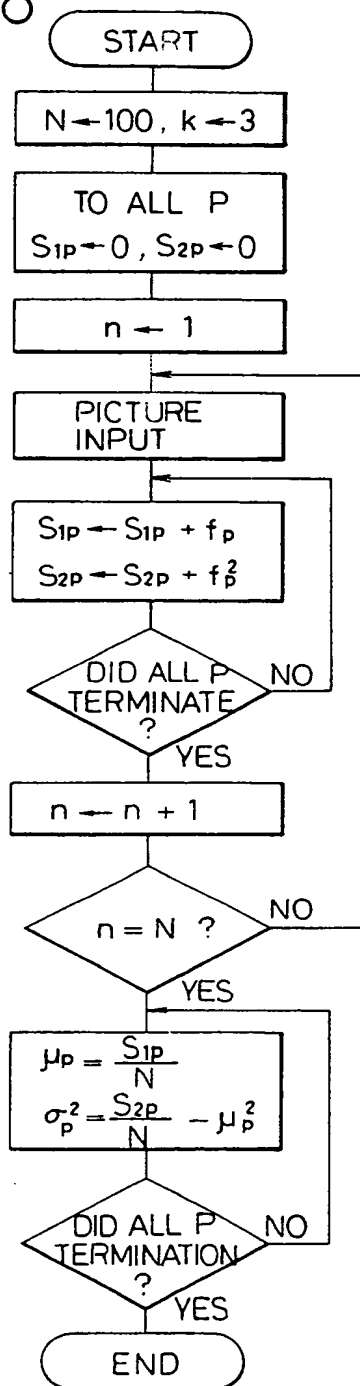 START
N←100, k←3
TO ALL P
S1P←0, S2P←0
n ← 1
PICTURE
INPUT
S1P ← S1P + fP
S2P ← S2P + fP²
DID ALL P
TERMINATE
?
NO
YES
n ← n + 1
n = N ?
NO
YES
μP = S1P/N
σP² = S2P/N − μP²
DID ALL P
TERMINATION
?
NO
YES
END